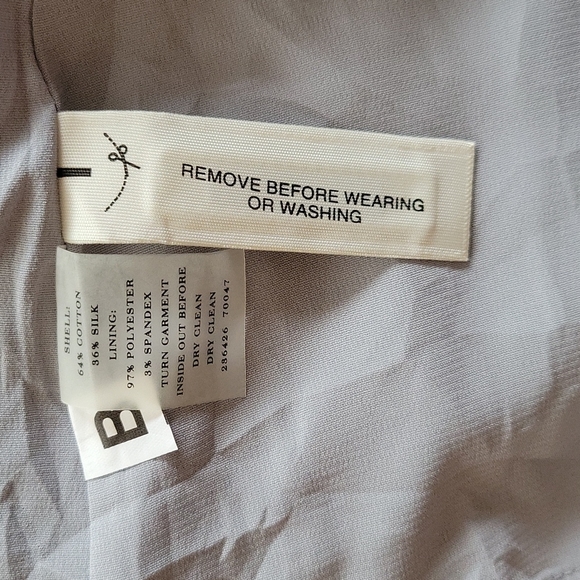 REMOVE BEFORE WEARING
OR WASHING
SHELL:
64% COTTON
36% SILK
LINING:
97% POLYESTER
3% SPANDEX
TURN GARMENT
INSIDE OUT BEFORE
DRY CLEAN
DRY CLEAN
286426 70047
B